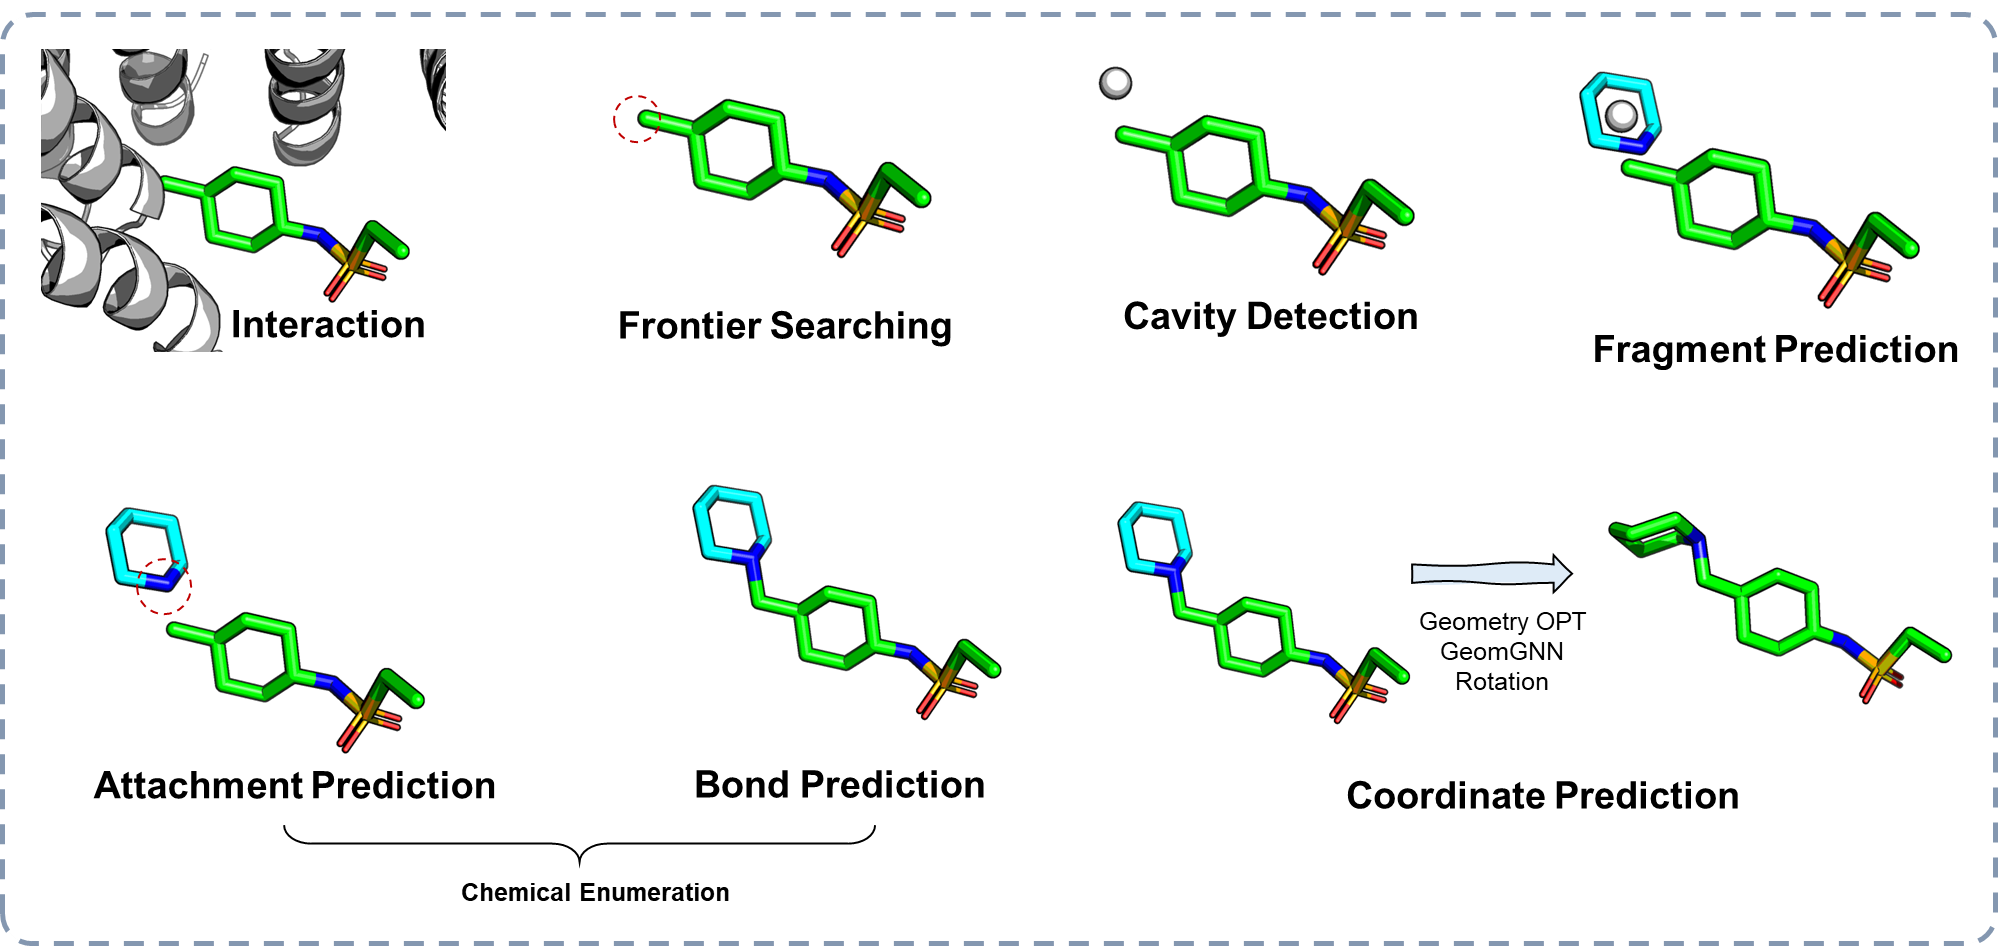 Interaction
Frontier Searching
Cavity Detection
Fragment Prediction
Geometry OPT
GeomGNN
Rotation
Attachment Prediction
Bond Prediction
Coordinate Prediction
Chemical Enumeration